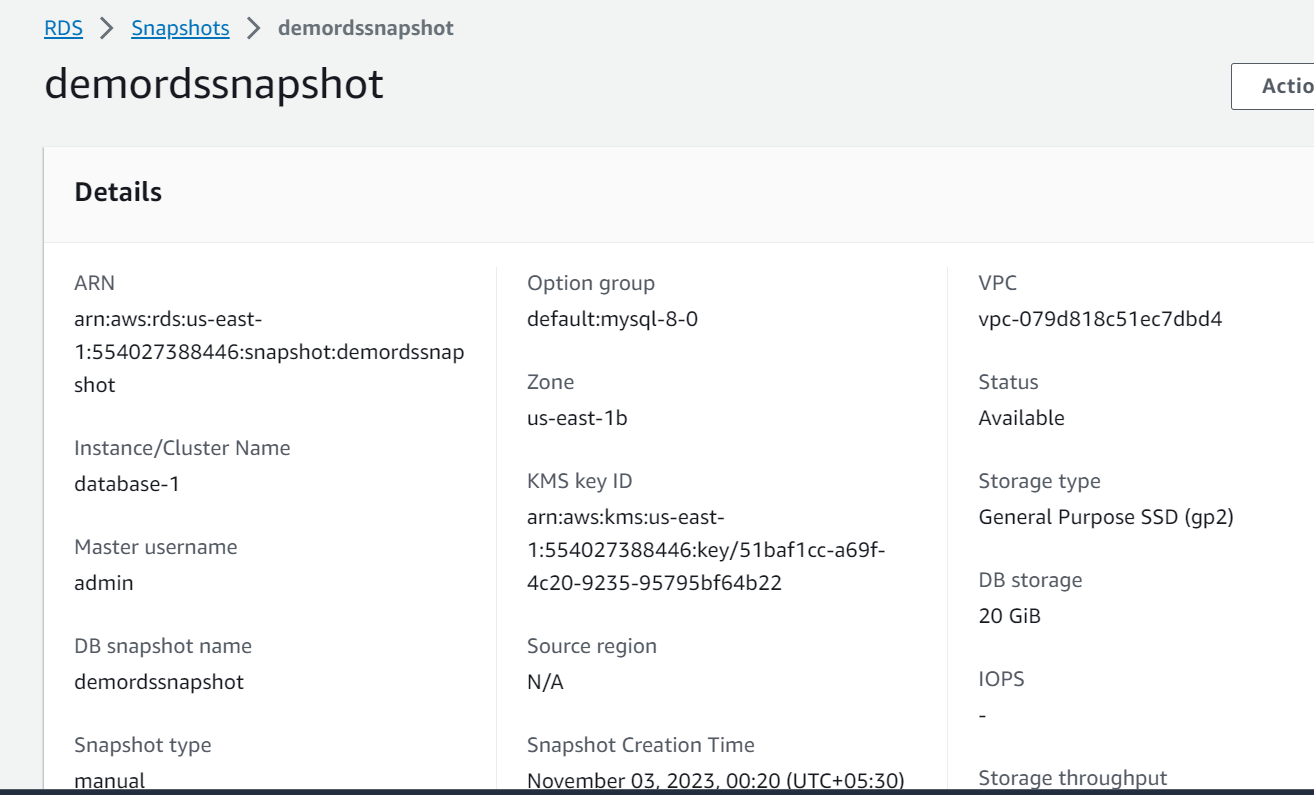 RDS > Snapshots > demordssnapshot
demordssnapshot
Actio
Details
ARN
arn:aws:rds:us-east-
1:554027388446:snapshot:demordssnap
shot
Instance/Cluster Name
database-1
Master username
admin
DB snapshot name
demordssnapshot
Snapshot type
manual
Option group
default:mysql-8-0
Zone
us-east-1b
KMS key ID
arn:aws:kms:us-east-
1:554027388446:key/51baf1cc-a69f-
4c20-9235-95795bf64b22
Source region
N/A
Snapshot Creation Time
November 03, 2023, 00:20 (UTC+05:30)
VPC
vpc-079d818c51ec7dbd4
Status
Available
Storage type
General Purpose SSD (gp2)
DB storage
20 GiB
IOPS
-
Storage throughput